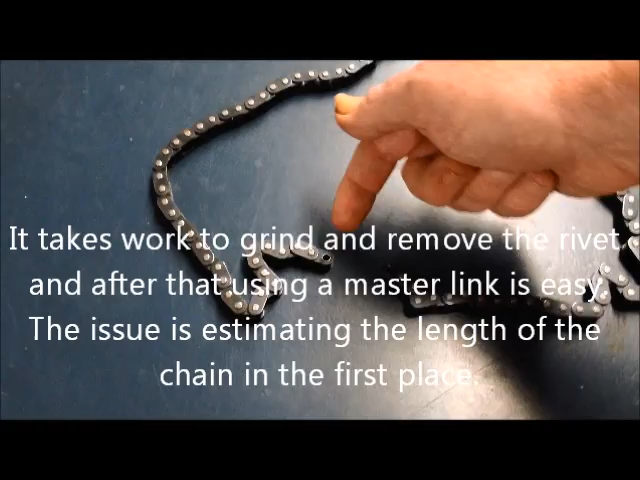 It takes work to grind and remove the rivet
and after that using a master link is easy.
The issue is estimating the length of the
chain in the first place.